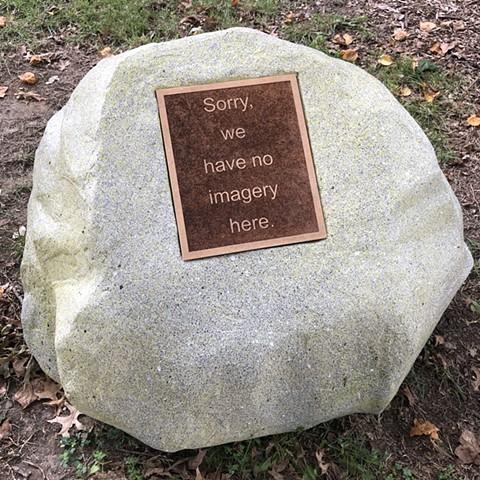 Sorry,
we
have no
imagery
here.